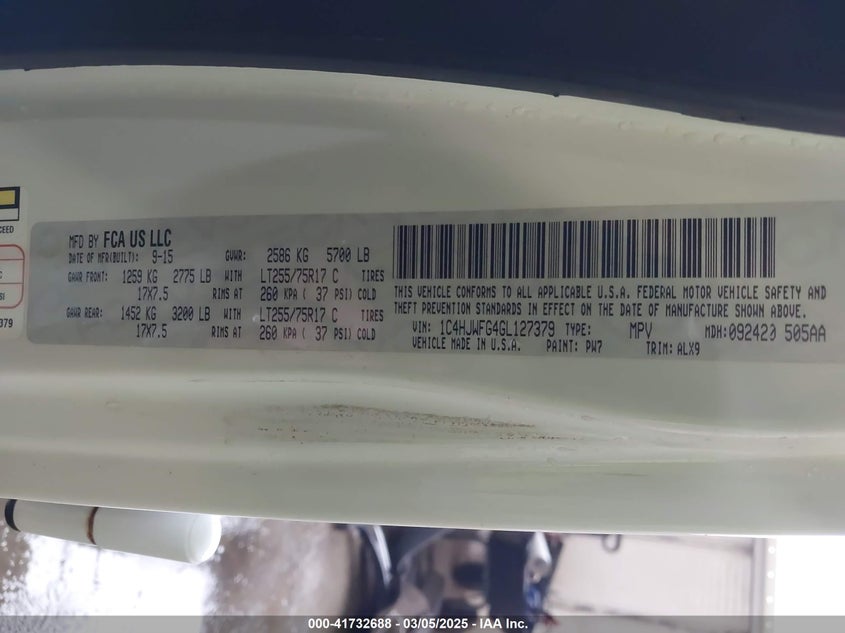 CEED
C
SI
379
MFD BY FCA US LLC
DATE OF MFR(BUILT): 9-15 GVWR: 2586 KG 5700 LB
GAWR FRONT: 1259 KG 2775 LB WITH LT255/75R17 C TIRES
17X7.5 RIMS AT 260 KPA ( 37 PSI) COLD
GAWR REAR: 1452 KG 3200 LB WITH LT255/75R17 C TIRES
17X7.5 RIMS AT 260 KPA ( 37 PSI) COLD
THIS VEHICLE CONFORMS TO ALL APPLICABLE U.S.A. FEDERAL MOTOR VEHICLE SAFETY AND
THEFT PREVENTION STANDARDS IN EFFECT ON THE DATE OF MANUFACTURE SHOWN ABOVE.
VIN: 1C4HJWFG4GL127379 TYPE: MPV MDH: 092420 505AA
VEHICLE MADE IN U.S.A. PAINT: PW7 TRIM: ALX9
000-41732688 - 03/05/2025 - IAA Inc.